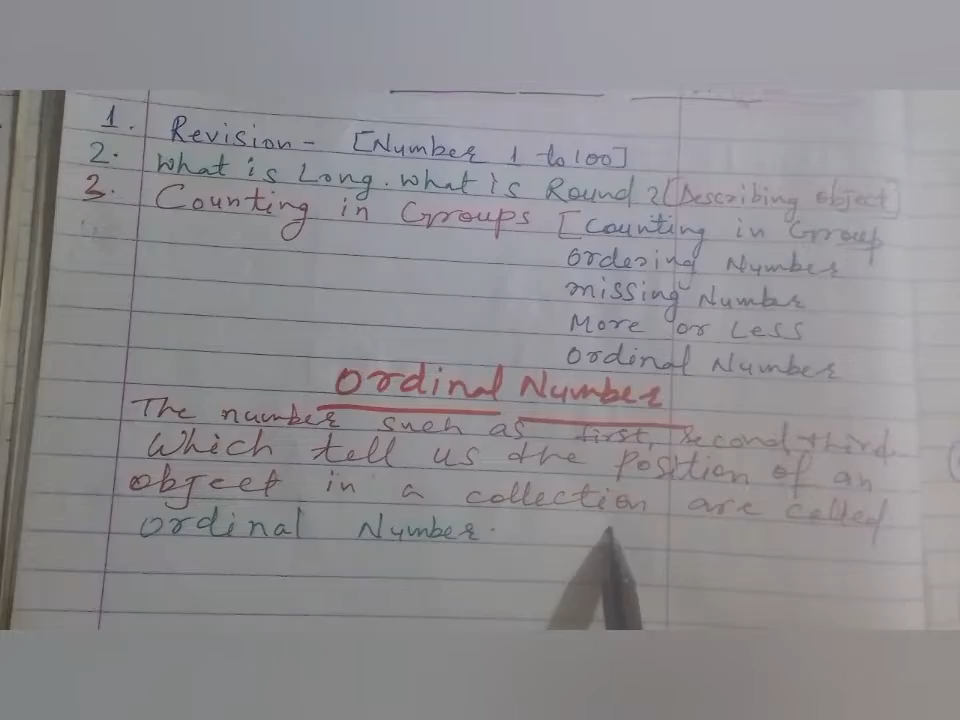 1. Revision - [Number 1 to 100]
2. What is Long. What is Round ? [Describing object]
3. Counting in Groups [Counting in Group
Ordering Number
missing Number
More or Less
Ordinal Number
Ordinal Number
The number such as first, second, third
Which tell us the position of an
object in a collection are called
Ordinal Number.